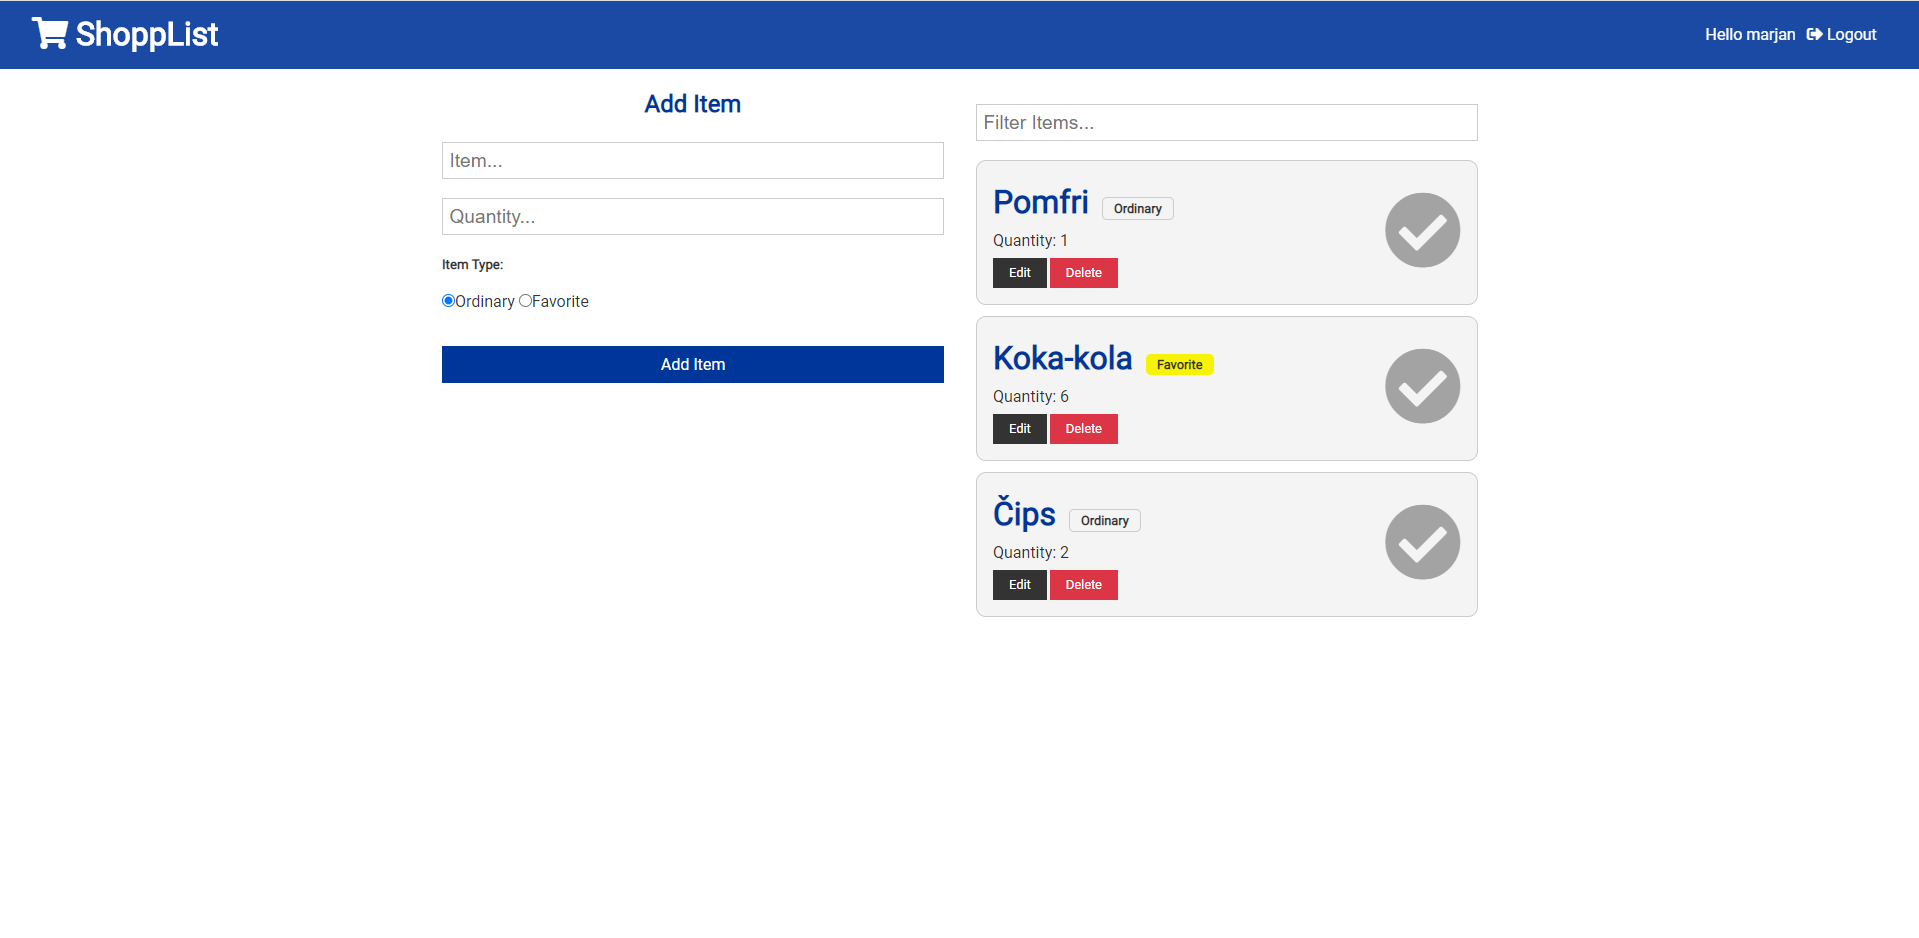 ShoppList
Hello marjan Logout
Add Item
Item...
Quantity...
Item Type:
Ordinary Favorite
Add Item
Filter Items...
Pomfri Ordinary
Quantity: 1
Edit Delete
Koka-kola Favorite
Quantity: 6
Edit Delete
Čips Ordinary
Quantity: 2
Edit Delete